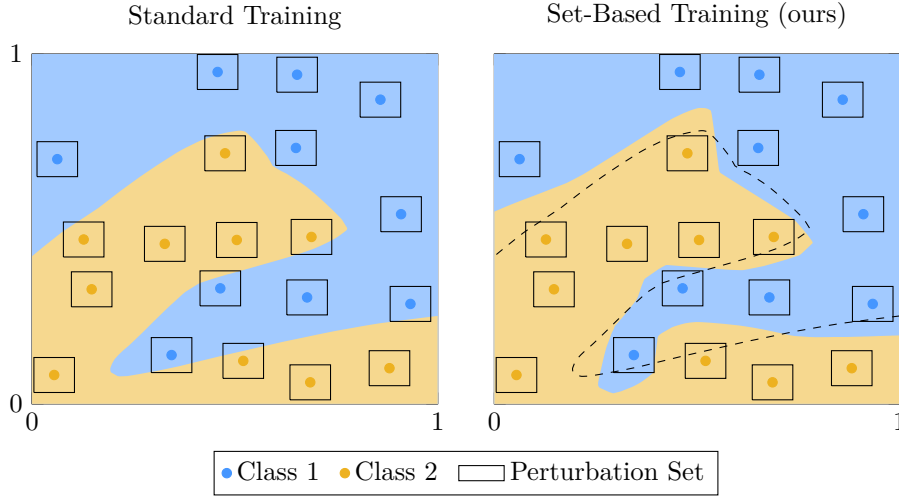 Standard Training
Set-Based Training (ours)
1
0
0
1
0
1
Class 1
Class 2
Perturbation Set